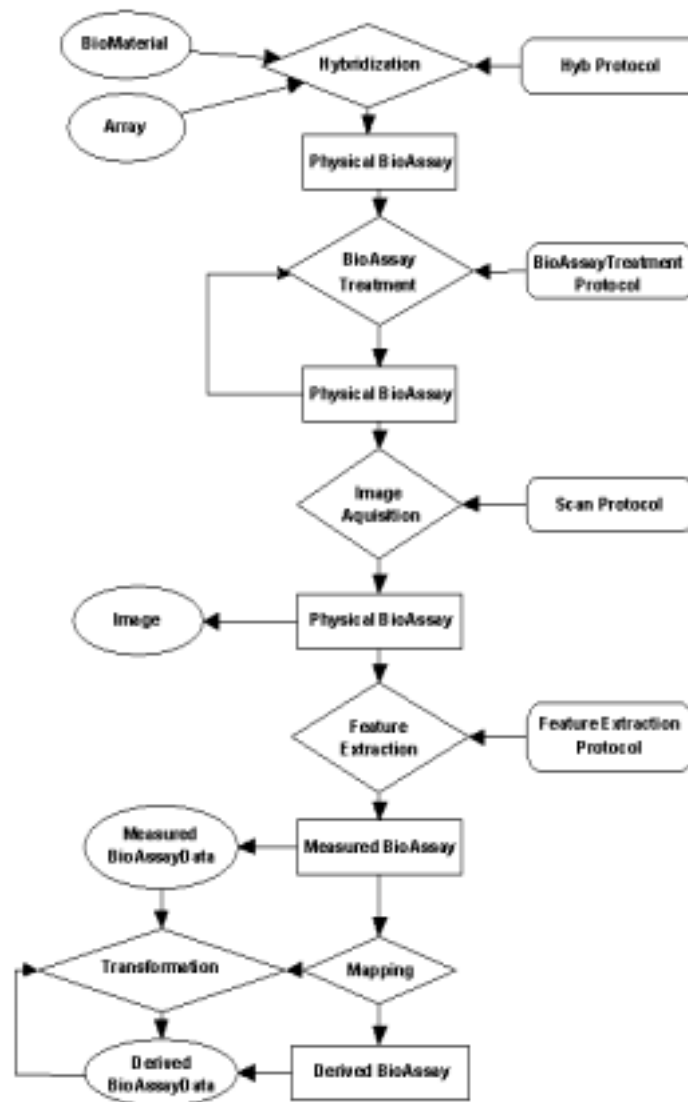 BioMaterial
Hybridization
Hyb Protocol
Array
Physical BioAssay
BioAssay
Treatment
BioAssayTreatment
Protocol
Physical BioAssay
Image
Aquisition
Scan Protocol
Image
Physical BioAssay
Feature
Extraction
Feature Extraction
Protocol
Measured
BioAssayData
Measured BioAssay
Transformation
Mapping
Derived
BioAssayData
Derived BioAssay